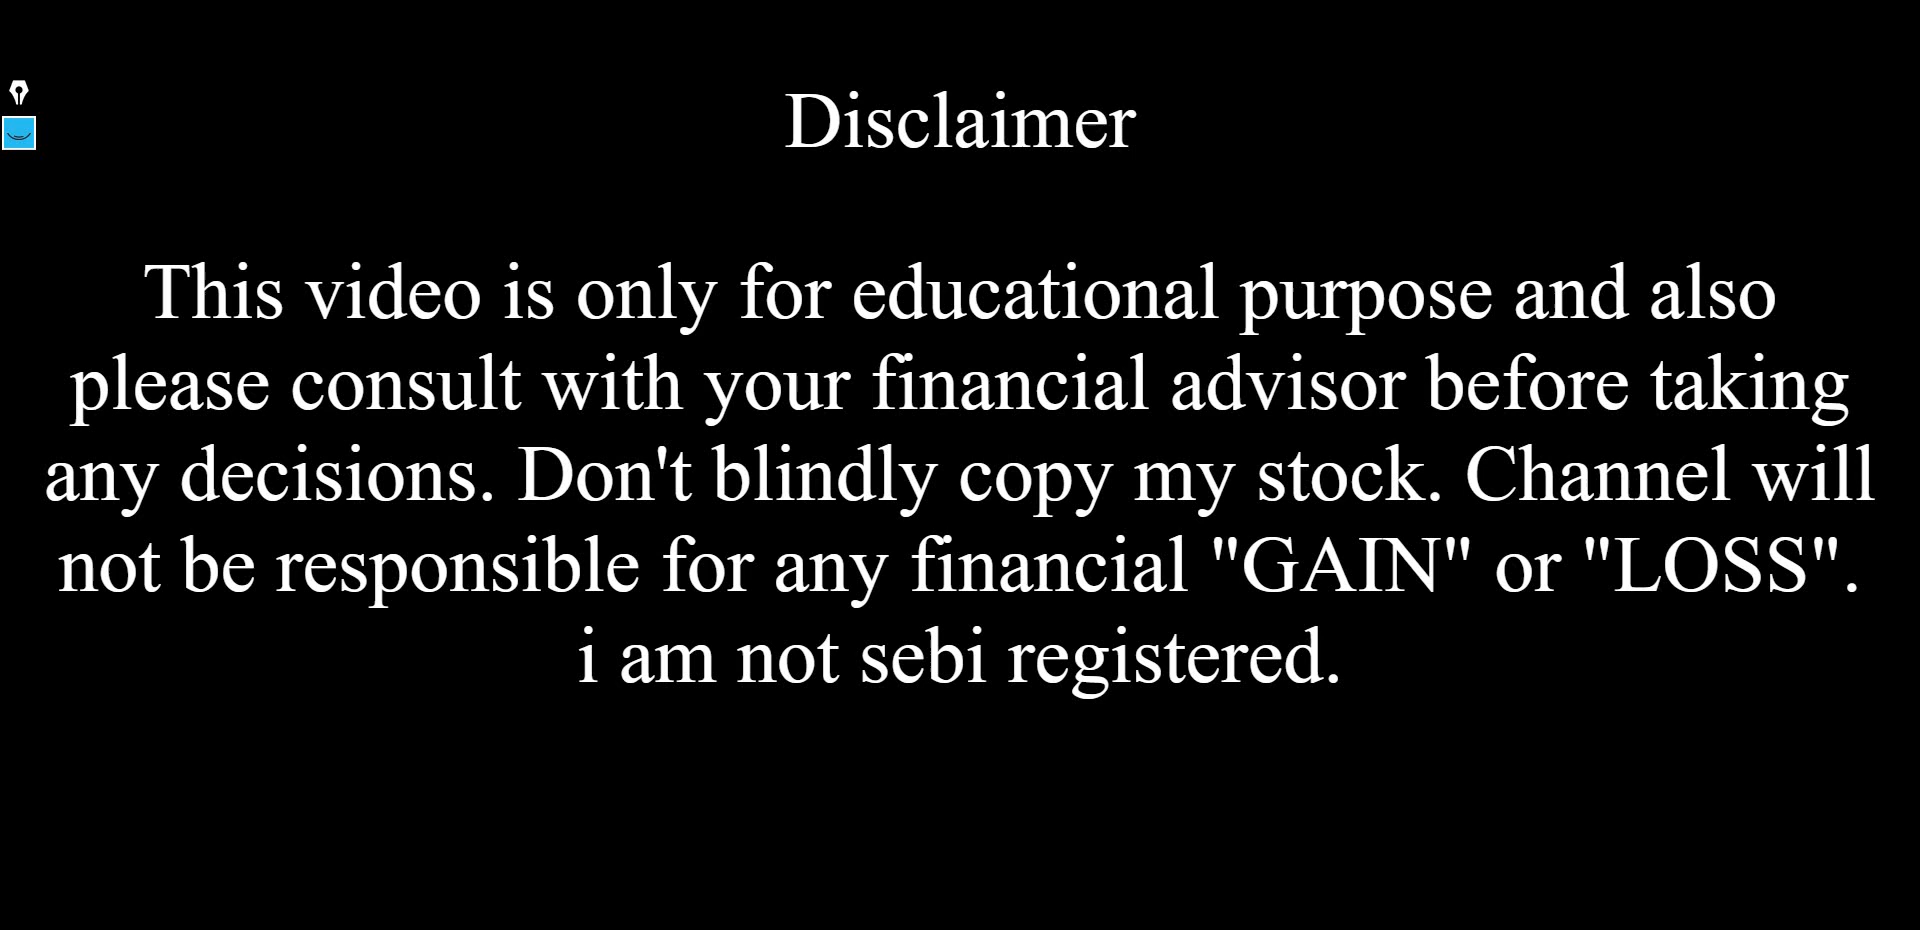 Disclaimer
This video is only for educational purpose and also
please consult with your financial advisor before taking
any decisions. Don't blindly copy my stock. Channel will
not be responsible for any financial "GAIN" or "LOSS".
i am not sebi registered.